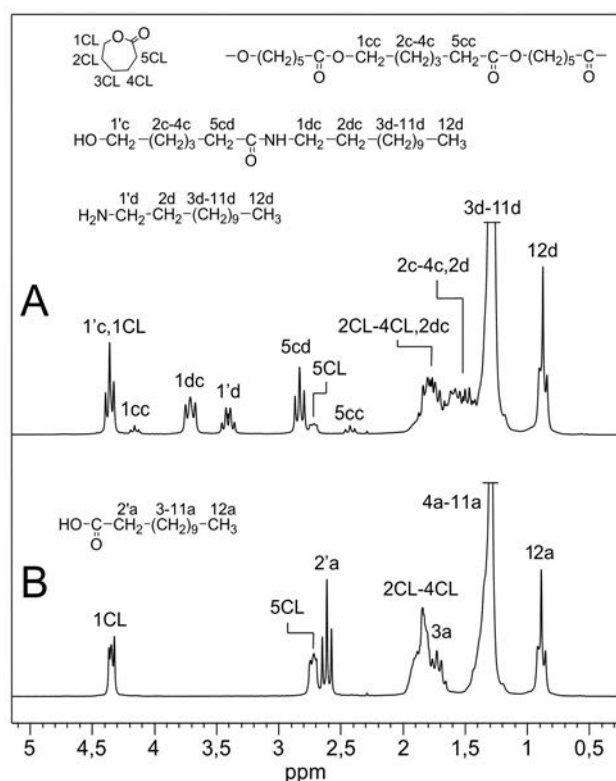 1CL O O 1cc 2c-4c 5cc
2CL 5CL —O(CH₂)₅C—O—CH₂-(CH₂)₃-CH₂-C—O(CH₂)₅C—
3CL 4CL O O O
1'c 2c-4c 5cd 1dc 2dc 3d-11d 12d
HO-CH₂-(CH₂)₃-CH₂-C—NH—CH₂-CH₂-(CH₂)₉-CH₃
O
1'd 2d 3d-11d 12d
H₂N-CH₂-CH₂-(CH₂)₉-CH₃
3d-11d
2c-4c,2d 12d
A
1'c,1CL 2CL-4CL,2dc
5cd
1dc 5CL
1cc 1'd 5cc
2'a 3-11a 12a 4a-11a
HO-C-CH₂-(CH₂)₉-CH₃
O
B
2'a 12a
1CL 5CL 2CL-4CL
3a
5 4,5 4 3,5 3 2,5 2 1,5 1 0,5
ppm